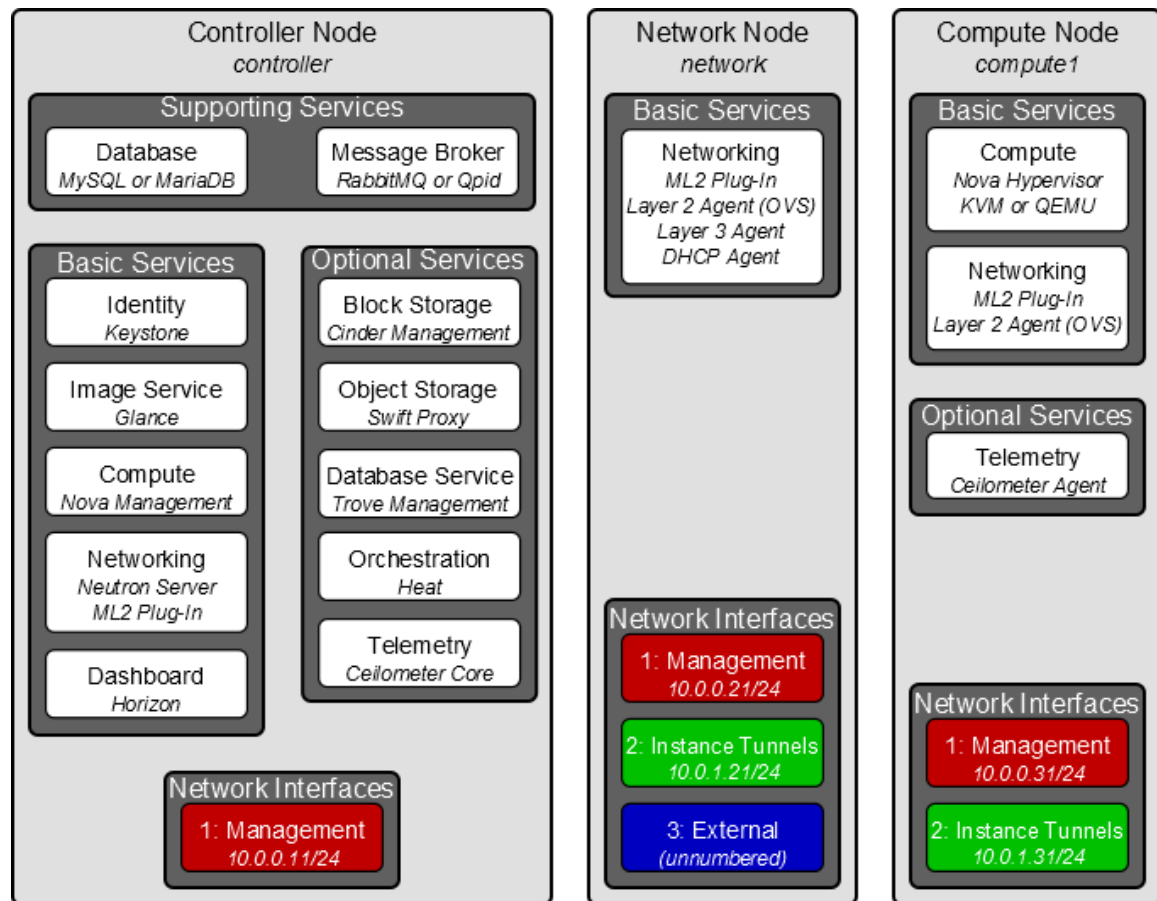 Controller Node
controller
Supporting Services
Database
MySQL or MariaDB
Message Broker
RabbitMQ or Qpid
Basic Services
Identity
Keystone
Image Service
Glance
Compute
Nova Management
Networking
Neutron Server
ML2 Plug-In
Dashboard
Horizon
Optional Services
Block Storage
Cinder Management
Object Storage
Swift Proxy
Database Service
Trove Management
Orchestration
Heat
Telemetry
Ceilometer Core
Network Interfaces
1: Management
10.0.0.11/24
Network Node
network
Basic Services
Networking
ML2 Plug-In
Layer 2 Agent (OVS)
Layer 3 Agent
DHCP Agent
Network Interfaces
1: Management
10.0.0.21/24
2: Instance Tunnels
10.0.1.21/24
3: External
(unnumbered)
Compute Node
compute1
Basic Services
Compute
Nova Hypervisor
KVM or QEMU
Networking
ML2 Plug-In
Layer 2 Agent (OVS)
Optional Services
Telemetry
Ceilometer Agent
Network Interfaces
1: Management
10.0.0.31/24
2: Instance Tunnels
10.0.1.31/24